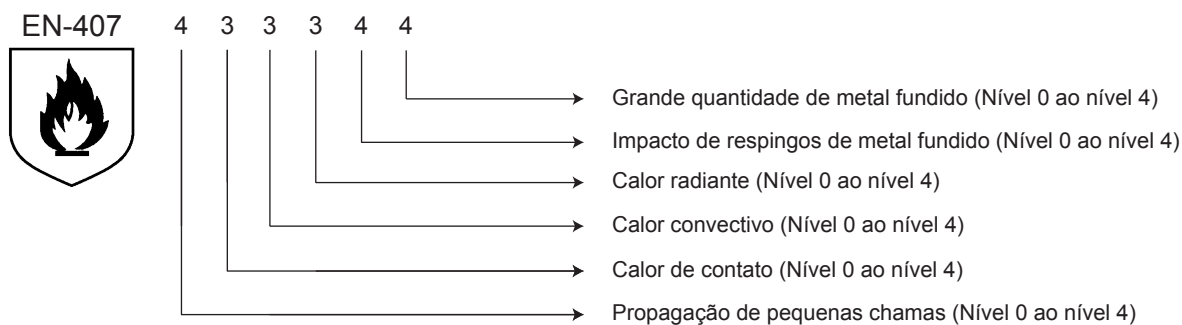 EN-407 4 3 3 3 4 4
Grande quantidade de metal fundido (Nível 0 ao nível 4)
Impacto de respingos de metal fundido (Nível 0 ao nível 4)
Calor radiante (Nível 0 ao nível 4)
Calor convectivo (Nível 0 ao nível 4)
Calor de contato (Nível 0 ao nível 4)
Propagação de pequenas chamas (Nível 0 ao nível 4)